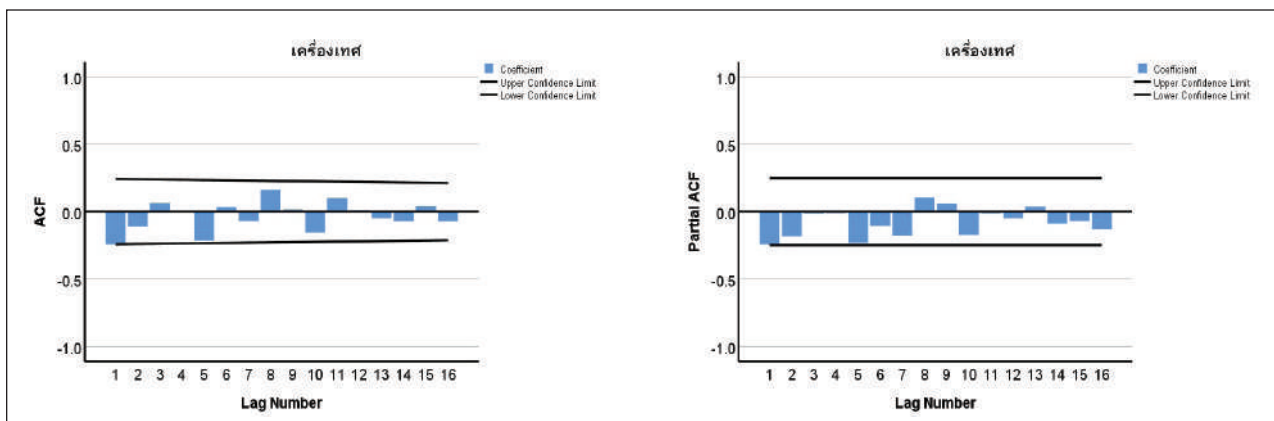 เครื่องเทศ
Coefficient
Upper Confidence Limit
Lower Confidence Limit
1.0
0.5
0.0
-0.5
-1.0
ACF
1 2 3 4 5 6 7 8 9 10 11 12 13 14 15 16
Lag Number
เครื่องเทศ
Coefficient
Upper Confidence Limit
Lower Confidence Limit
1.0
0.5
0.0
-0.5
-1.0
Partial ACF
1 2 3 4 5 6 7 8 9 10 11 12 13 14 15 16
Lag Number